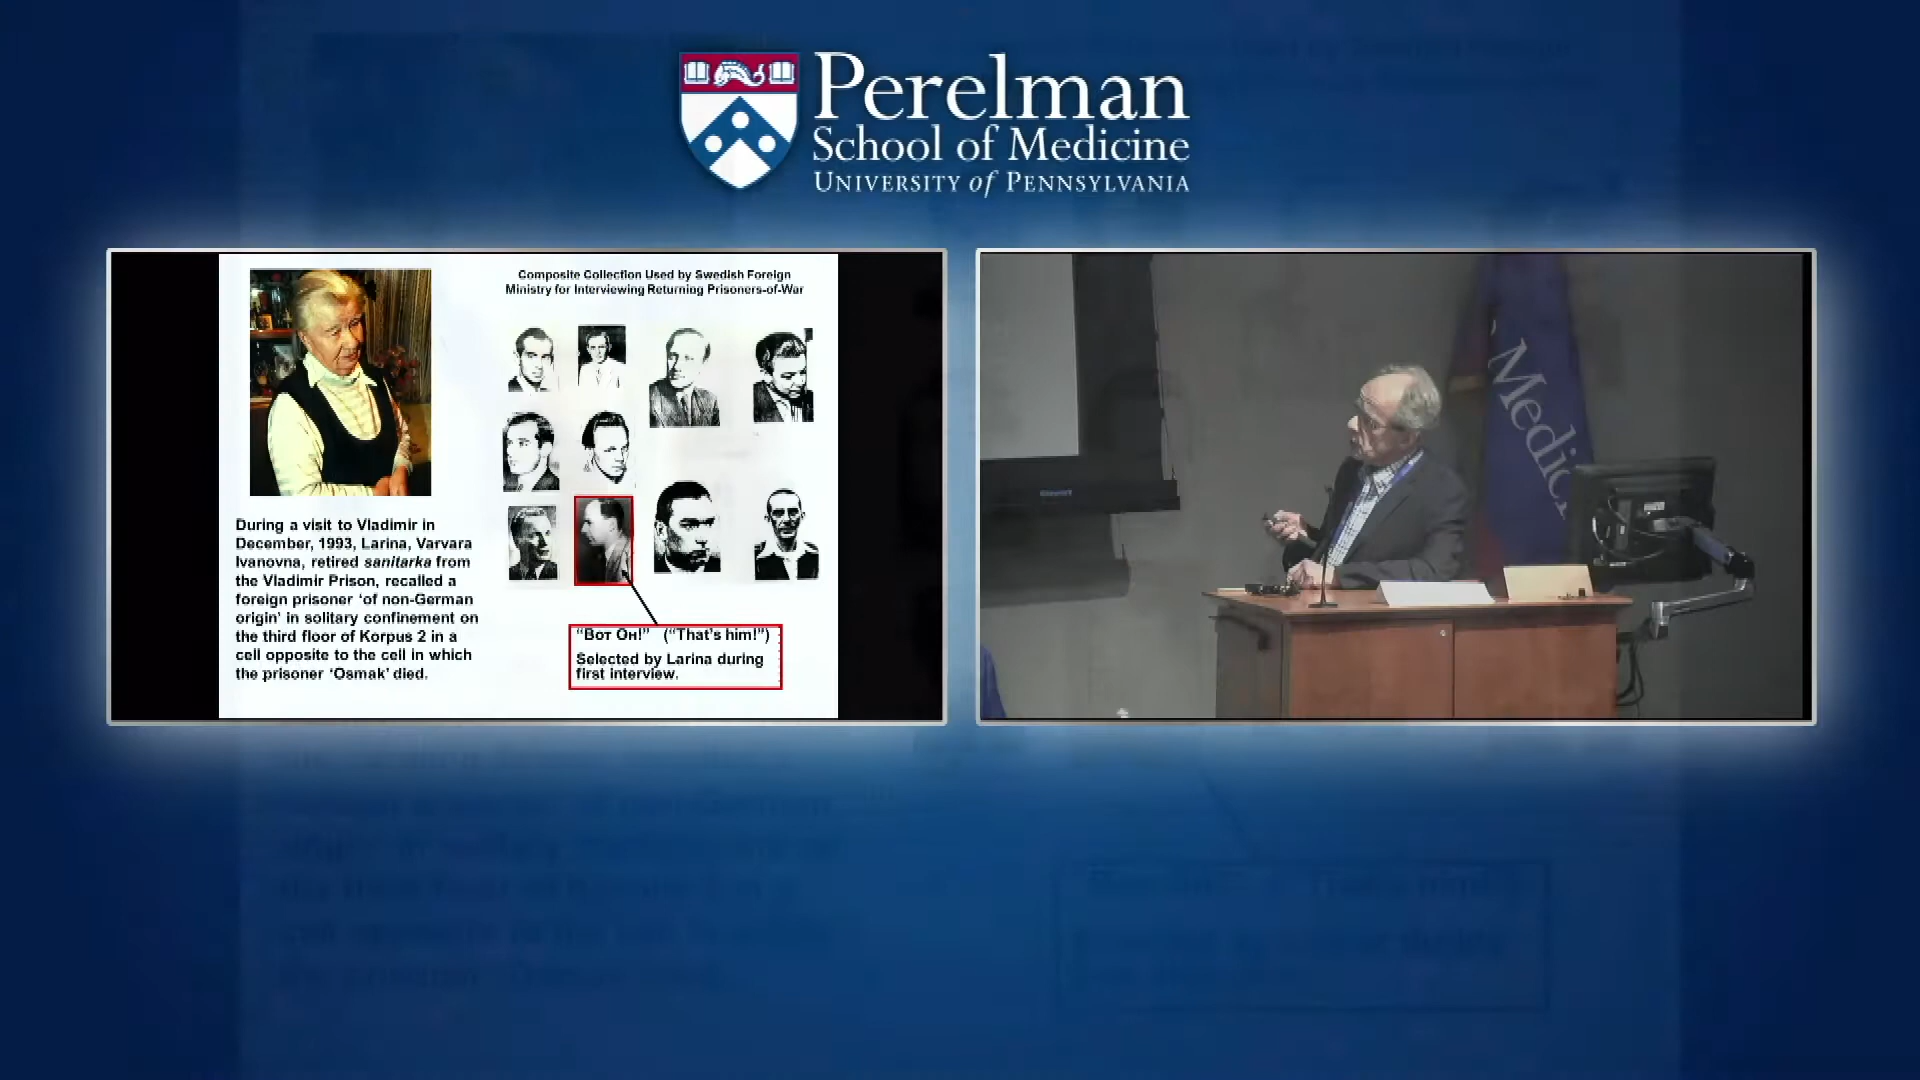 Perelman
School of Medicine
UNIVERSITY of PENNSYLVANIA
Composite Collection Used by Swedish Foreign
Ministry for Interviewing Returning Prisoners-of-War
During a visit to Vladimir in
December, 1993, Larina, Varvara
Ivanovna, retired sanitarka from
the Vladimir Prison, recalled a
foreign prisoner ‘of non-German
origin’ in solitary confinement on
the third floor of Korpus 2 in a
cell opposite to the cell in which
the prisoner ‘Osmak’ died.
“Вот Он!” (“That’s him!”)
Selected by Larina during
first interview.
Medici